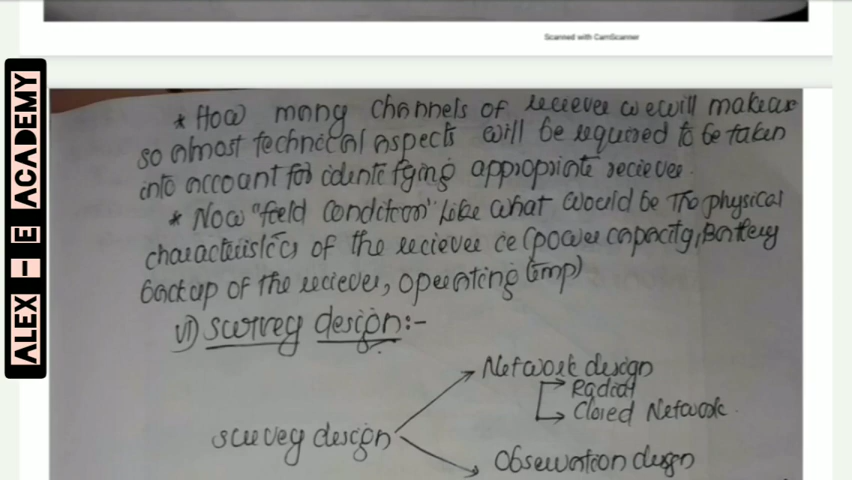 Scanned with CamScanner
ALEX - E ACADEMY
* How many channels of reciever we will make use
so almost technical aspects will be required to be taken
into account for identifying appropriate reciever.
* Now "field condition" like what would be the physical
characteristics of the reciever ie (power capacity, Battery
backup of the reciever, operating temp)
vi) survey design:-
Network design
Radial
Closed Network
survey design
Observation design